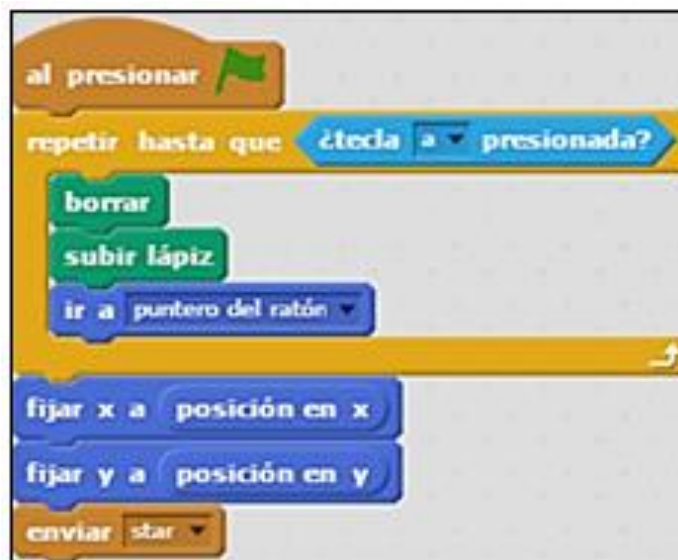 al presionar
repetir hasta que ¿tecla a presionada?
borrar
subir lápiz
ir a puntero del ratón
fijar x a posición en x
fijar y a posición en y
enviar star